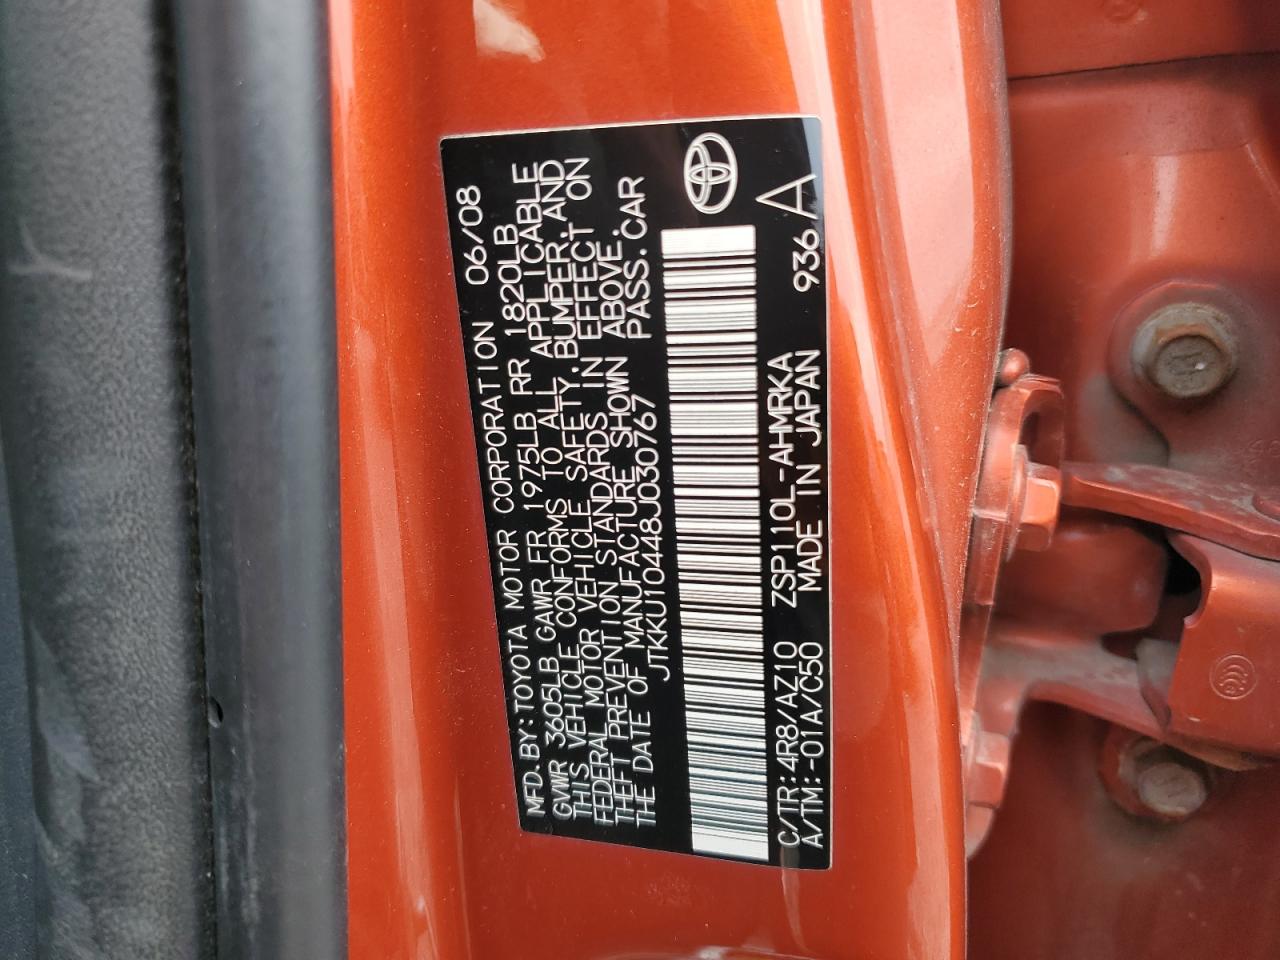 MFD.BY:TOYOTA MOTOR CORPORATION 06/08
GVWR 3605LB GAWR FR 1975LB RR 1820LB
THIS VEHICLE CONFORMS TO ALL APPLICABLE
FEDERAL MOTOR VEHICLE SAFETY.BUMPER,AND
THEFT PREVENTION STANDARDS IN EFFECT ON
THE DATE OF MANUFACTURE SHOWN ABOVE.
JTKKU10448J030767 PASS.CAR
C/TR:4R8/AZ10 ZSP110L-AHMRKA 936 A
A/TM:-01A/C50 MADE IN JAPAN